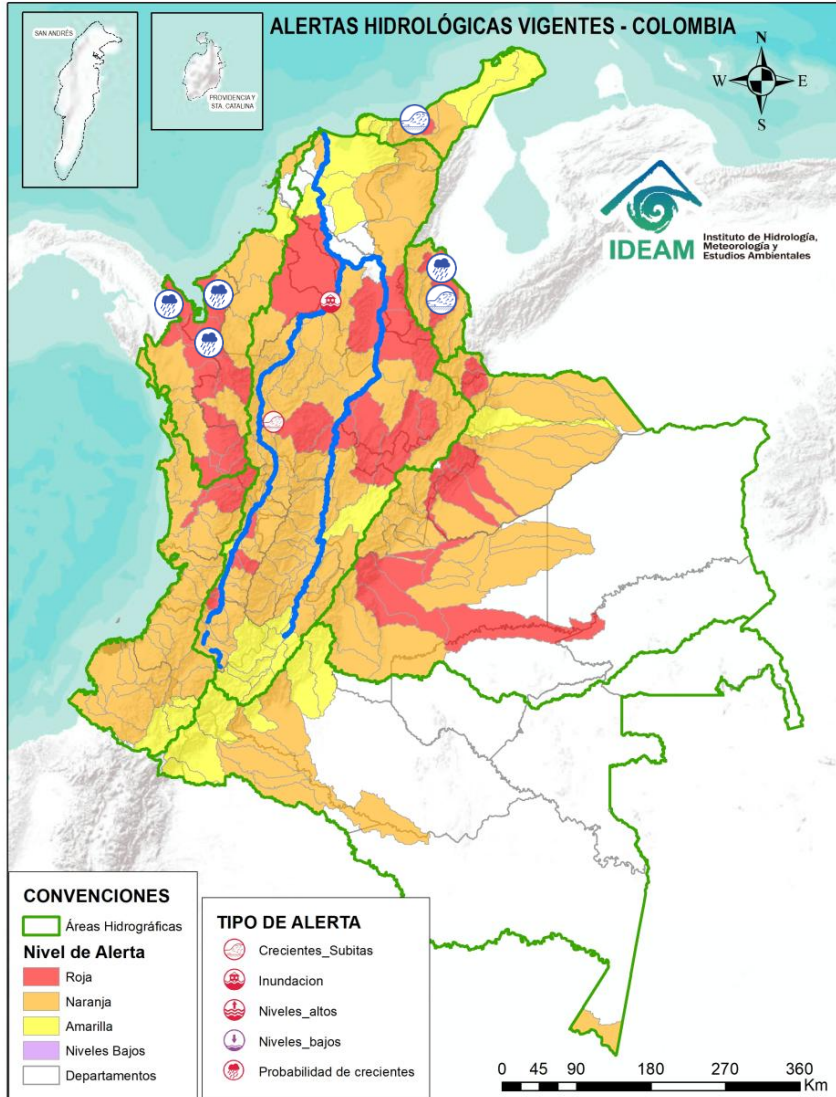 ALERTAS HIDROLÓGICAS VIGENTES - COLOMBIA
SAN ANDRÉS
PROVIDENCIA Y
STA. CATALINA
N
W
E
S
IDEAM
Instituto de Hidrología,
Meteorología y
Estudios Ambientales
CONVENCIONES
Áreas Hidrográficas
Nivel de Alerta
Roja
Naranja
Amarilla
Niveles Bajos
Departamentos
TIPO DE ALERTA
Crecientes_Subitas
Inundacion
Niveles_altos
Niveles_bajos
Probabilidad de crecientes
0 45 90 180 270 360
Km